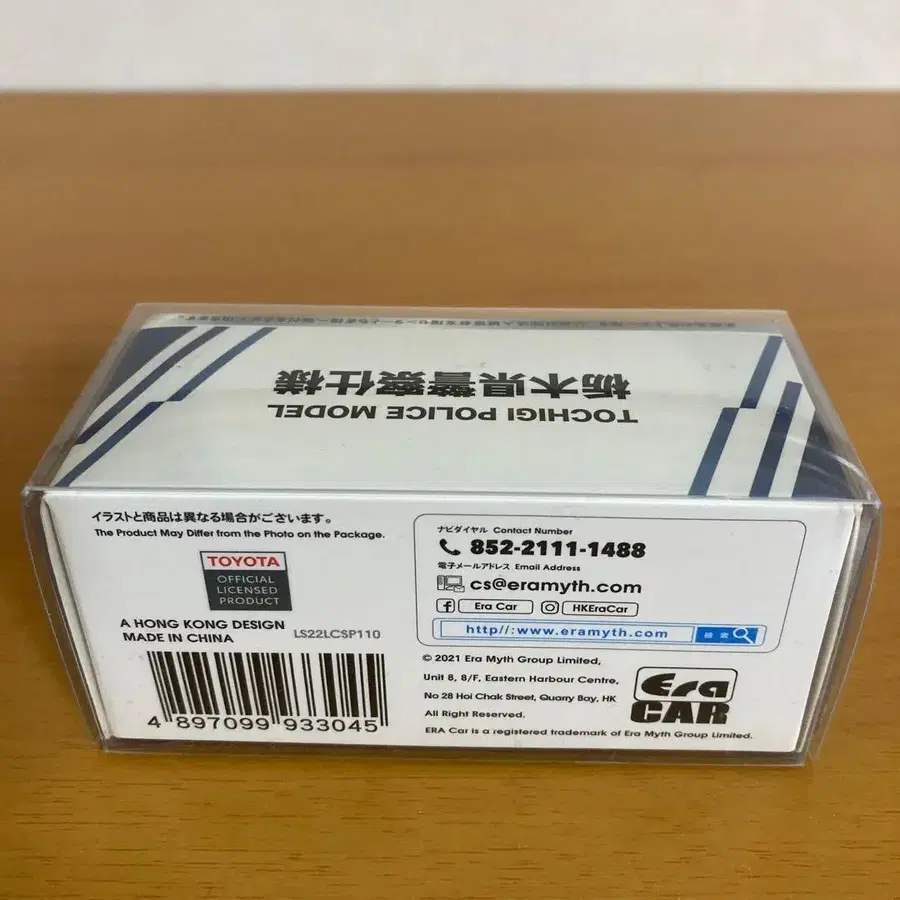 栃木県警察仕様
TOCHIGI POLICE MODEL
イラストと商品は異なる場合がございます。
The Product May Differ from the Photo on the Package.
TOYOTA
OFFICIAL
LICENSED
PRODUCT
A HONG KONG DESIGN
MADE IN CHINA
LS22LCSP110
4 897099 933045
ナビダイヤル Contact Number
852-2111-1488
電子メールアドレス Email Address
cs@eramyth.com
Era Car
HKEraCar
http//:www.eramyth.com
検索
© 2021 Era Myth Group Limited,
Unit 8, 8/F, Eastern Harbour Centre,
No 28 Hoi Chak Street, Quarry Bay, HK
All Right Reserved.
ERA Car is a registered trademark of Era Myth Group Limited.
Era
CAR